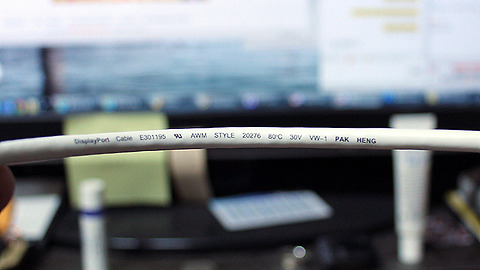 DisplayPort Cable E301195 AWM STYLE 20276 80°C 30V VW-1 PAK HENG